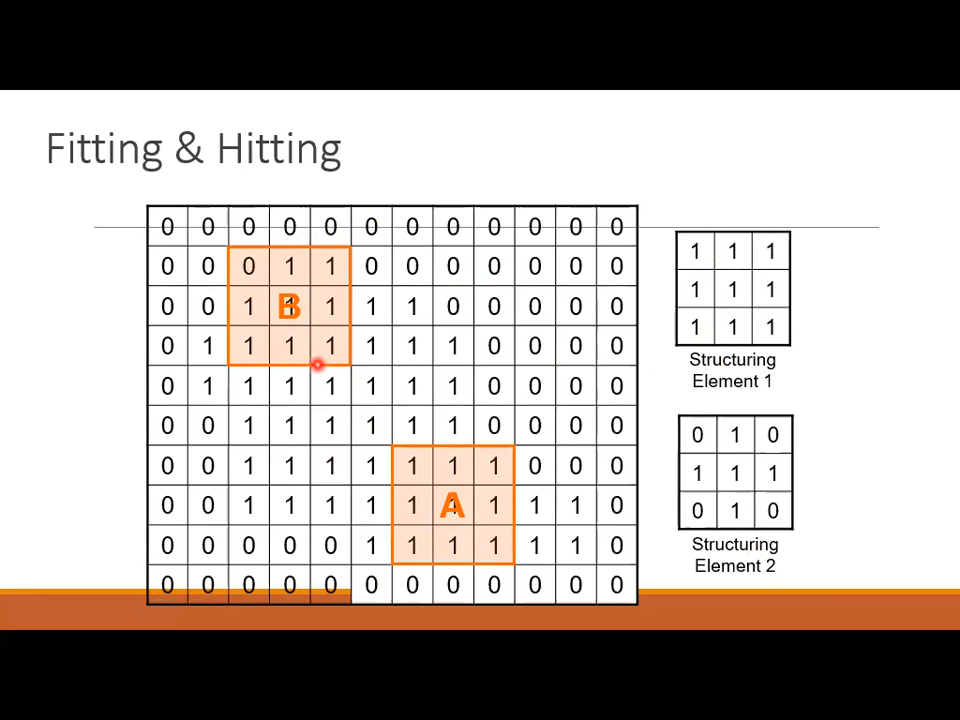 Fitting & Hitting
0 0 0 0 0 0 0 0 0 0 0 0
0 0 0 1 1 0 0 0 0 0 0 0
0 0 1 1 1 1 1 0 0 0 0 0
B
0 1 1 1 1 1 1 1 0 0 0 0
0 1 1 1 1 1 1 1 0 0 0 0
0 0 1 1 1 1 1 1 0 0 0 0
0 0 1 1 1 1 1 1 1 0 0 0
0 0 1 1 1 1 1 1 1 1 1 0
A
0 0 0 0 0 1 1 1 1 1 1 0
0 0 0 0 0 0 0 0 0 0 0 0
1 1 1
1 1 1
1 1 1
Structuring
Element 1
0 1 0
1 1 1
0 1 0
Structuring
Element 2